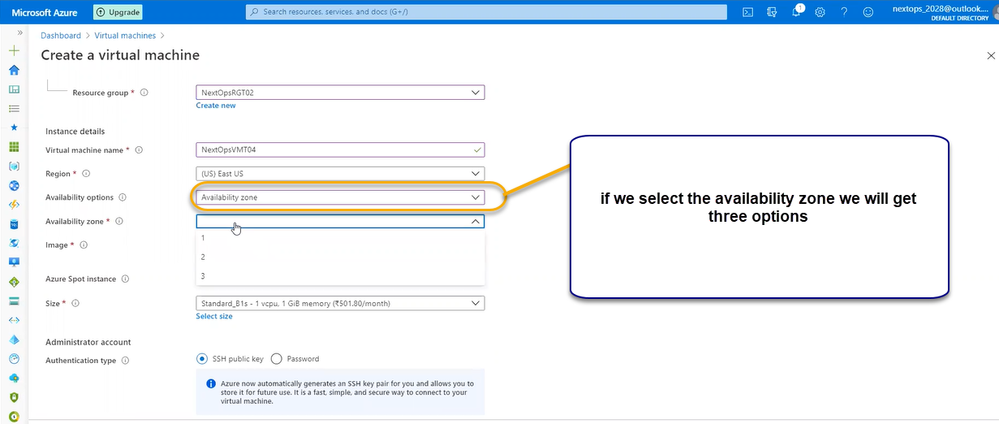 Microsoft Azure
Upgrade
Search resources, services, and docs (G+/)
1
nextops_2028@outlook....
DEFAULT DIRECTORY
Dashboard > Virtual machines >
Create a virtual machine
Resource group *
NextOpsRGT02
Create new
Instance details
Virtual machine name *
NextOpsVMT04
Region *
(US) East US
Availability options
Availability zone
Availability zone *
1
2
3
Image *
Azure Spot instance
Size *
Standard_B1s - 1 vcpu, 1 GiB memory (₹501.80/month)
Select size
Administrator account
Authentication type
SSH public key
Password
Azure now automatically generates an SSH key pair for you and allows you to
store it for future use. It is a fast, simple, and secure way to connect to your
virtual machine.
if we select the availability zone we will get
three options